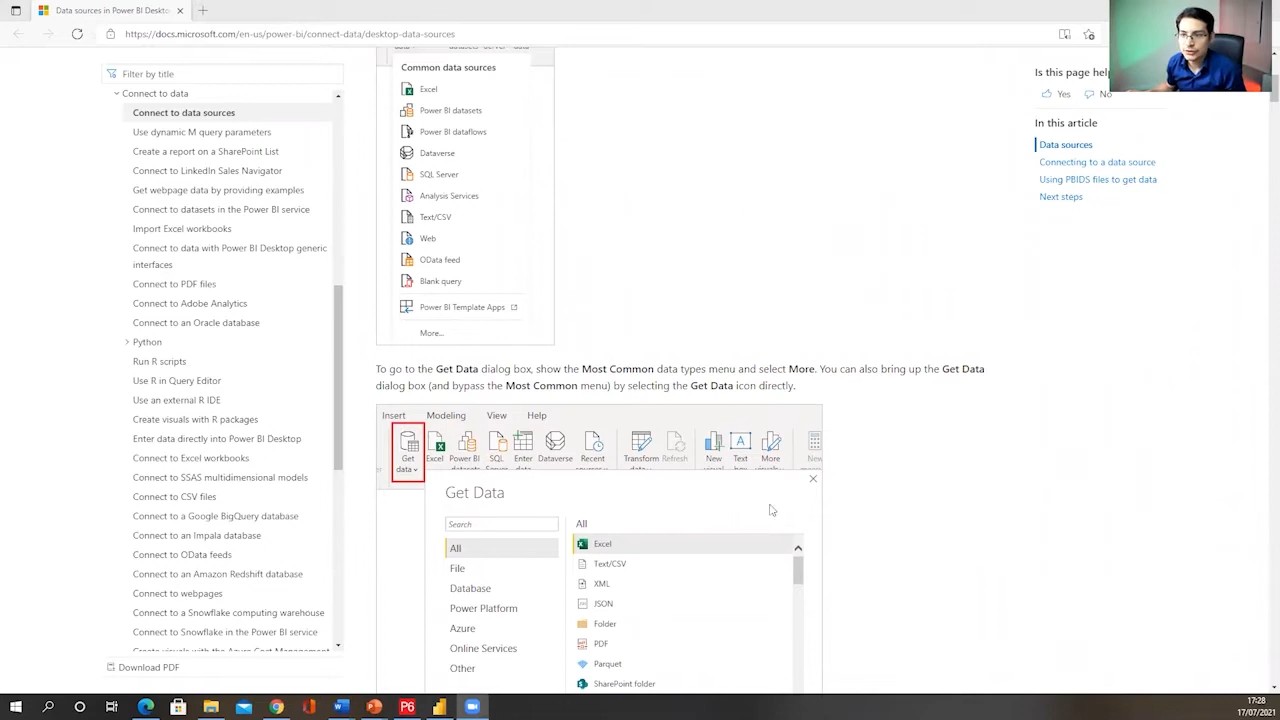 Data sources in Power BI Deskto
https://docs.microsoft.com/en-us/power-bi/connect-data/desktop-data-sources
Filter by title
Connect to data
Connect to data sources
Use dynamic M query parameters
Create a report on a SharePoint List
Connect to LinkedIn Sales Navigator
Get webpage data by providing examples
Connect to datasets in the Power BI service
Import Excel workbooks
Connect to data with Power BI Desktop generic
interfaces
Connect to PDF files
Connect to Adobe Analytics
Connect to an Oracle database
Python
Run R scripts
Use R in Query Editor
Use an external R IDE
Create visuals with R packages
Enter data directly into Power BI Desktop
Connect to Excel workbooks
Connect to SSAS multidimensional models
Connect to CSV files
Connect to a Google BigQuery database
Connect to an Impala database
Connect to OData feeds
Connect to an Amazon Redshift database
Connect to webpages
Connect to a Snowflake computing warehouse
Connect to Snowflake in the Power BI service
Create visuals with the Azure Cost Management
Download PDF
Common data sources
Excel
Power BI datasets
Power BI dataflows
Dataverse
SQL Server
Analysis Services
Text/CSV
Web
OData feed
Blank query
Power BI Template Apps
More...
To go to the Get Data dialog box, show the Most Common data types menu and select More. You can also bring up the Get Data
dialog box (and bypass the Most Common menu) by selecting the Get Data icon directly.
Insert Modeling View Help
Get Excel Power BI SQL Enter Dataverse Recent Transform Refresh New Text More New
data data visual box
Get Data
Search
All
File
Database
Power Platform
Azure
Online Services
Other
All
Excel
Text/CSV
XML
JSON
Folder
PDF
Parquet
SharePoint folder
Is this page help
Yes No
In this article
Data sources
Connecting to a data source
Using PBIDS files to get data
Next steps
P6
17:28
17/07/2021